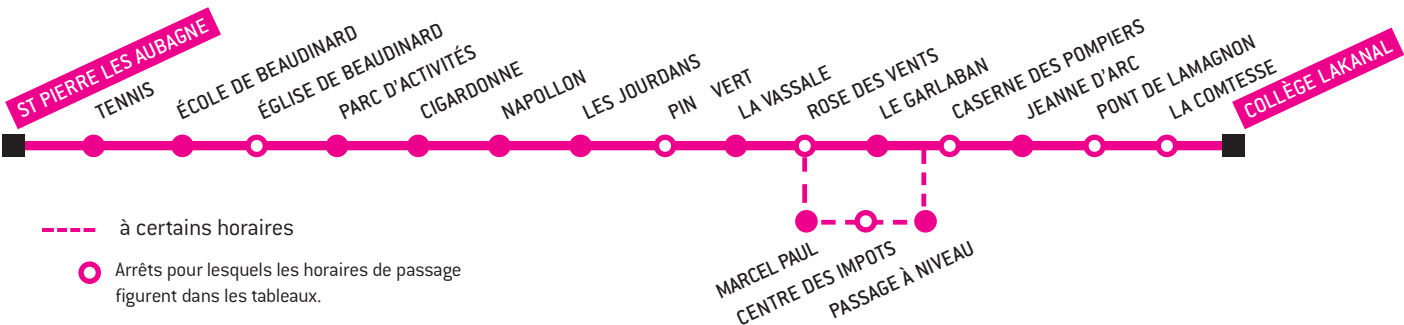 ST PIERRE LES AUBAGNE
TENNIS
ÉCOLE DE BEAUDINARD
ÉGLISE DE BEAUDINARD
PARC D'ACTIVITÉS
CIGARDONNE
NAPOLLON
LES JOURDANS
PIN VERT
LA VASSALE
ROSE DES VENTS
LE GARLABAN
CASERNE DES POMPIERS
JEANNE D'ARC
PONT DE LAMAGNON
LA COMTESSE
COLLÈGE LAKANAL
MARCEL PAUL
CENTRE DES IMPOTS
PASSAGE À NIVEAU
à certains horaires
Arrêts pour lesquels les horaires de passage
figurent dans les tableaux.